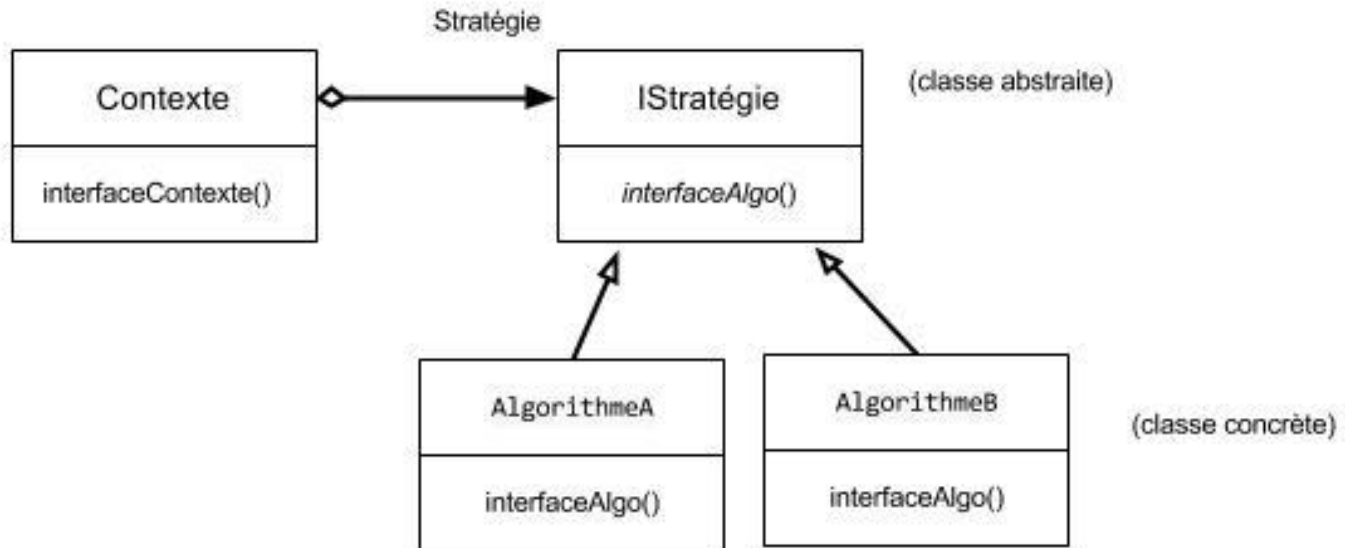 Stratégie
Contexte
IStratégie
(classe abstraite)
interfaceContexte()
interfaceAlgo()
AlgorithmeA
AlgorithmeB
(classe concrète)
interfaceAlgo()
interfaceAlgo()